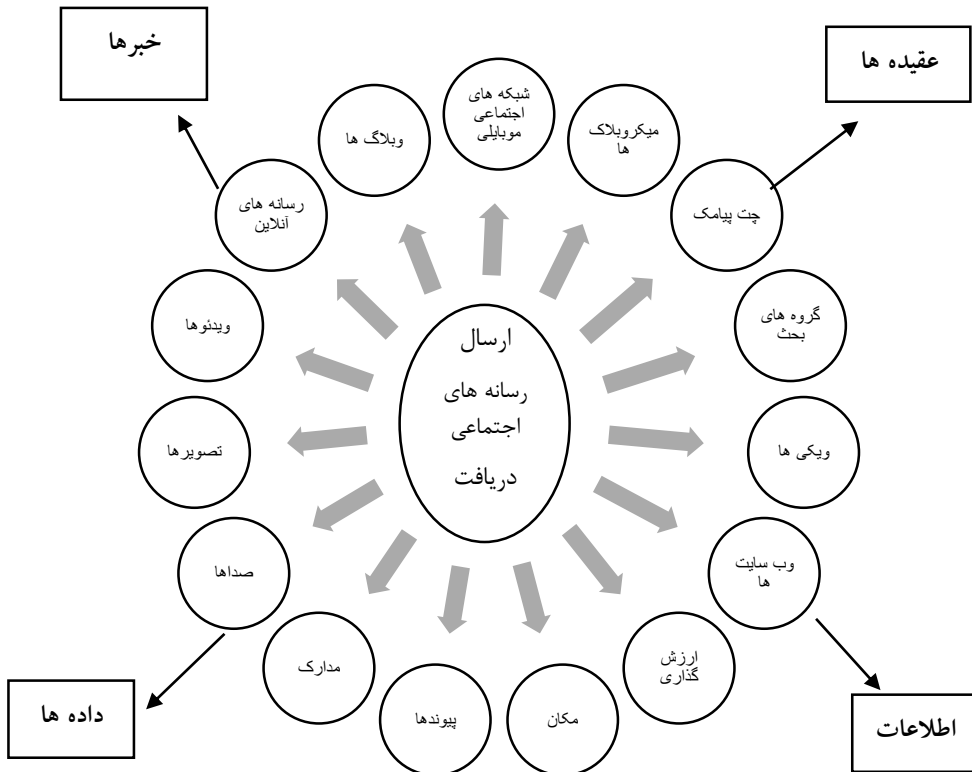 خبرها
عقیده ها
شبکه های
اجتماعی
موبایلی
میکروبلاک
ها
چت پیامک
گروه های
بحث
ویکی ها
وب سایت
ها
ارزش
گذاری
مکان
پیوندها
مدارک
صداها
تصویرها
ویدئوها
رسانه های
آنلاین
وبلاگ ها
ارسال
رسانه های
اجتماعی
دریافت
داده ها
اطلاعات